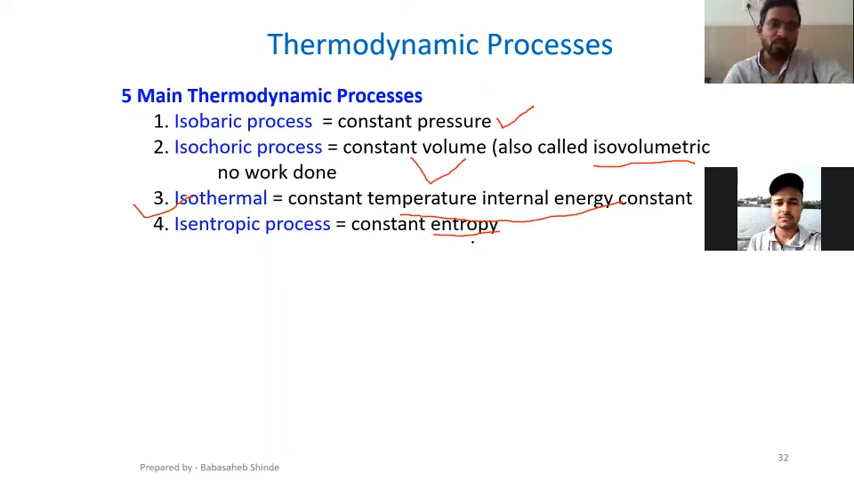 Thermodynamic Processes
5 Main Thermodynamic Processes
1. Isobaric process = constant pressure
2. Isochoric process = constant volume (also called isovolumetric
no work done
3. Isothermal = constant temperature internal energy constant
4. Isentropic process = constant entropy
32
Prepared by - Babasaheb Shinde